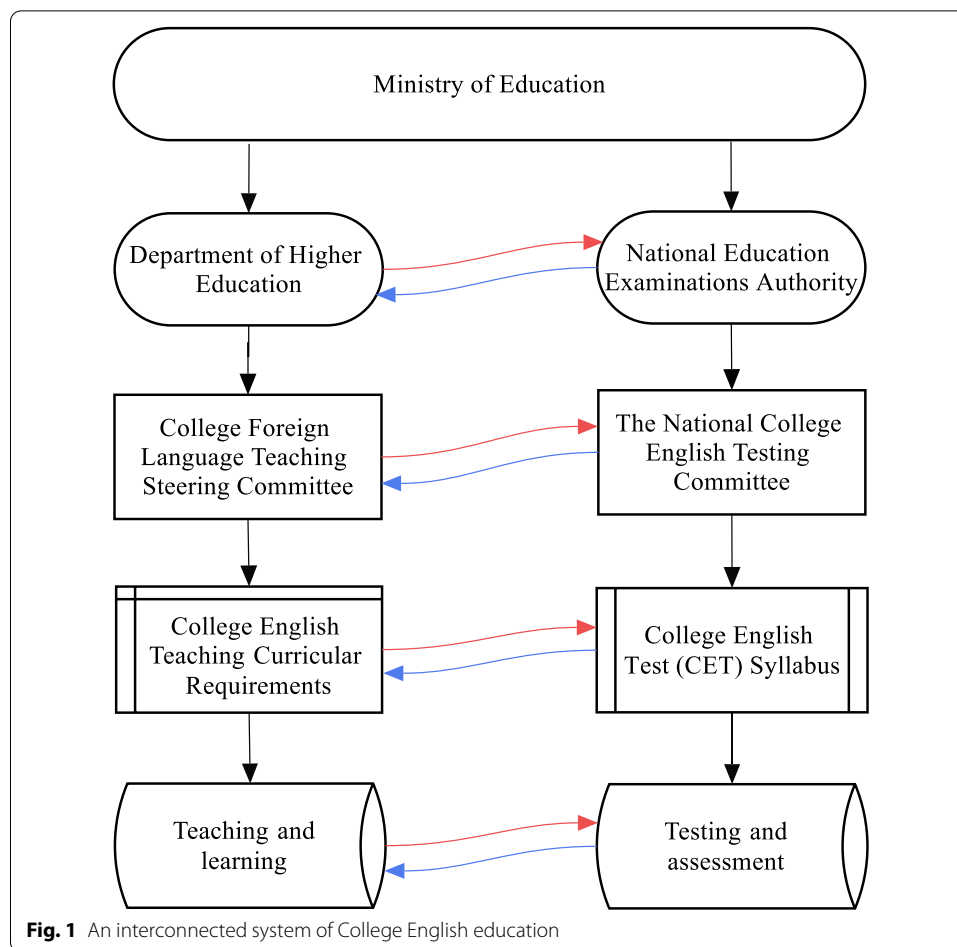 Ministry of Education
Department of Higher
Education
National Education
Examinations Authority
College Foreign
Language Teaching
Steering Committee
The National College
English Testing
Committee
College English
Teaching Curricular
Requirements
College English
Test (CET) Syllabus
Teaching and
learning
Testing and
assessment
Fig. 1 An interconnected system of College English education